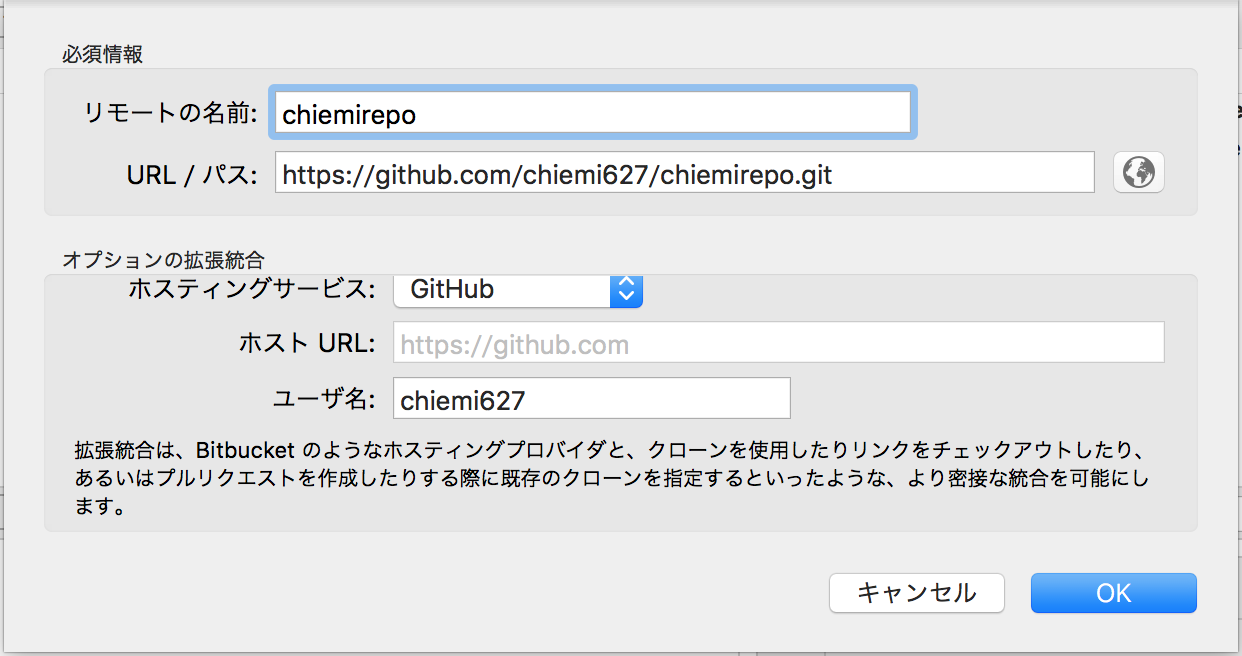 必須情報
リモートの名前: chiemirepo
URL / パス: https://github.com/chiemi627/chiemirepo.git
オプションの拡張統合
ホスティングサービス: GitHub
ホスト URL: https://github.com
ユーザ名: chiemi627
拡張統合は、Bitbucket のようなホスティングプロバイダと、クローンを使用したりリンクをチェックアウトしたり、
あるいはプルリクエストを作成したりする際に既存のクローンを指定するといったような、より密接な統合を可能にし
ます。
キャンセル OK